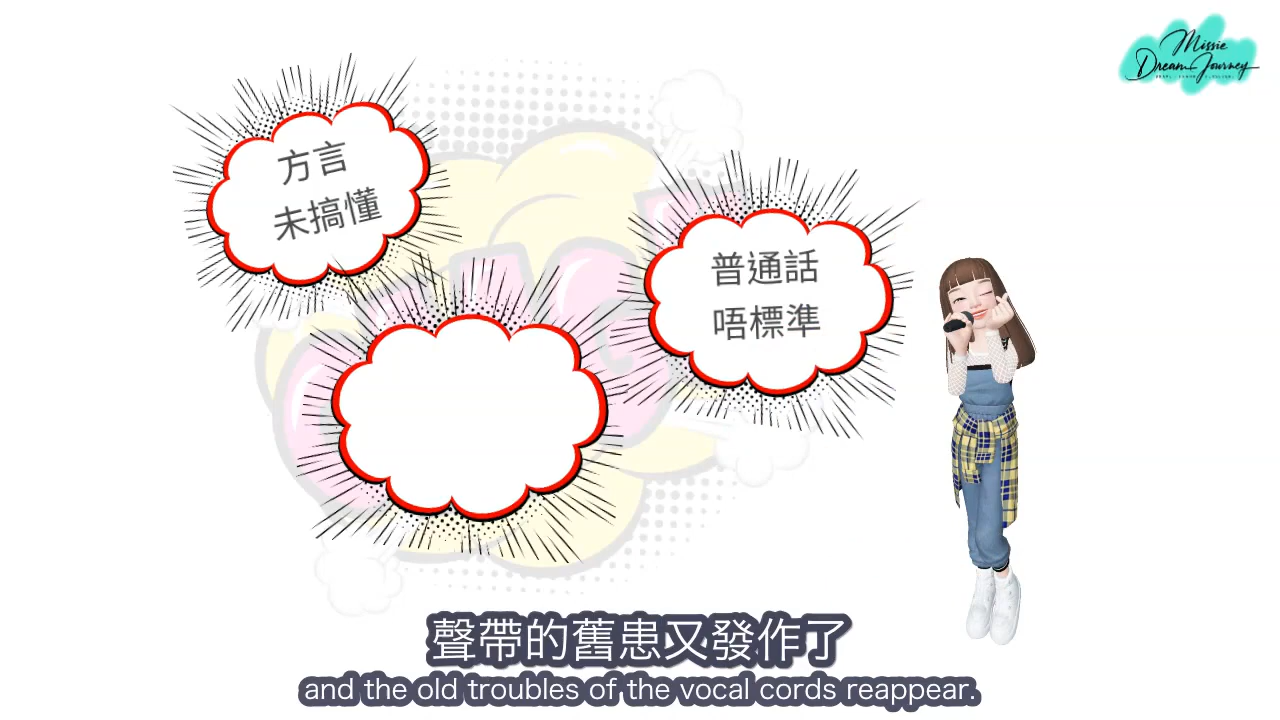 Missie
Dream Journey
方言
未搞懂
普通話
唔標準
聲帶的舊患又發作了
and the old troubles of the vocal cords reappear.